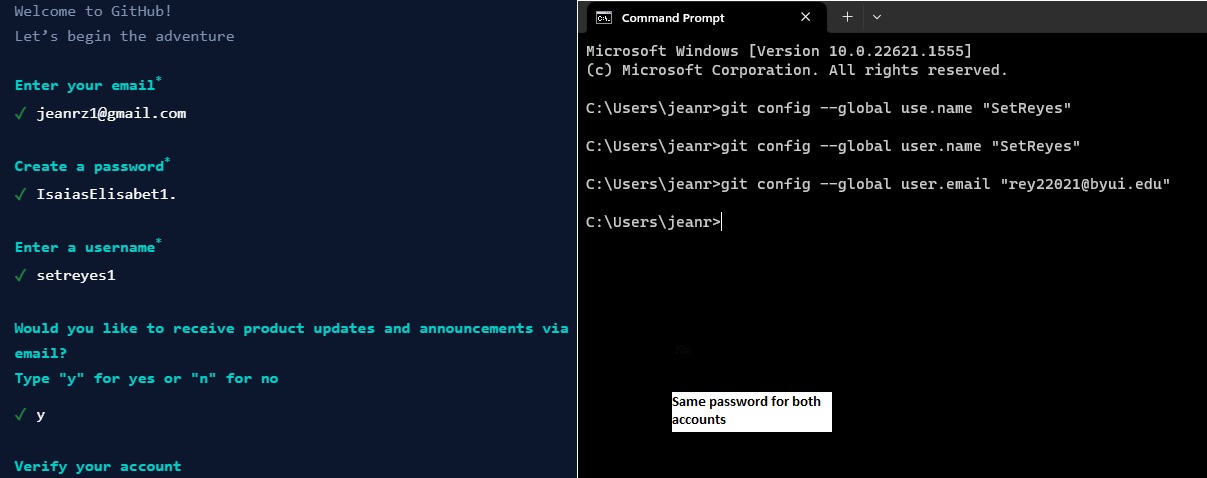 Welcome to GitHub!
Let’s begin the adventure
Enter your email*
✓ jeanrz1@gmail.com
Create a password*
✓ IsaiasElisabet1.
Enter a username*
✓ setreyes1
Would you like to receive product updates and announcements via
email?
Type "y" for yes or "n" for no
✓ y
Verify your account
Command Prompt
Microsoft Windows [Version 10.0.22621.1555]
(c) Microsoft Corporation. All rights reserved.
C:\Users\jeanr>git config --global use.name "SetReyes"
C:\Users\jeanr>git config --global user.name "SetReyes"
C:\Users\jeanr>git config --global user.email "rey22021@byui.edu"
C:\Users\jeanr>
Same password for both
accounts